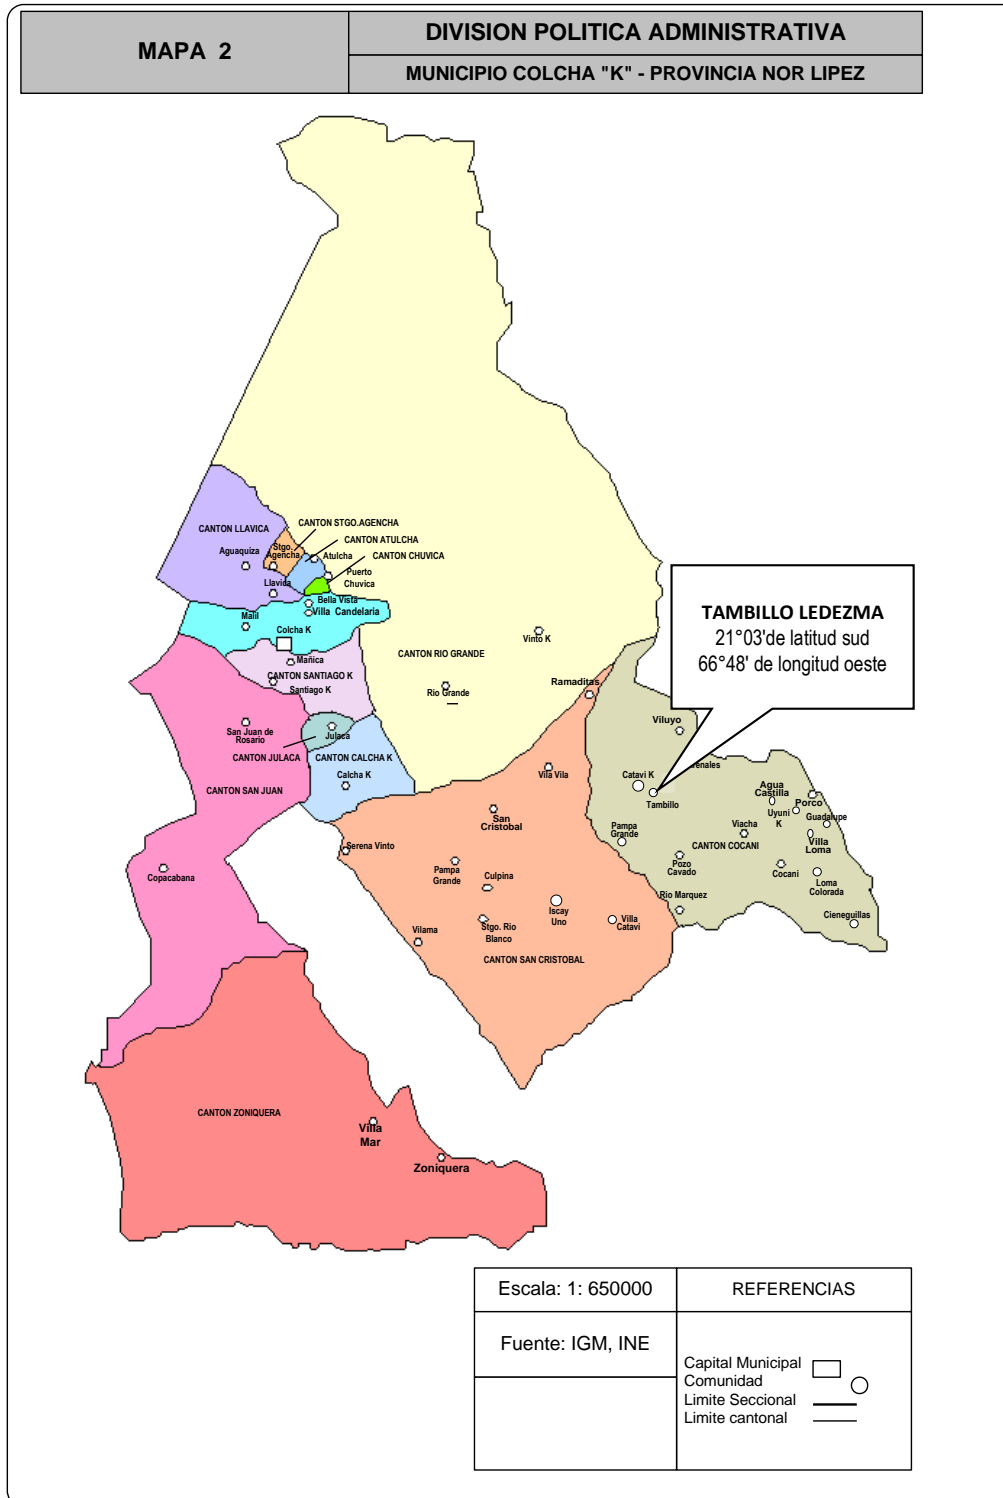 MAPA 2
DIVISION POLITICA ADMINISTRATIVA
MUNICIPIO COLCHA "K" - PROVINCIA NOR LIPEZ
CANTON LLAVICA
CANTON STGO.AGENCHA
CANTON ATULCHA
CANTON CHUVICA
Aguaquiza
Stgo.
Agencha
Atulcha
Puerto
Chuvica
Llavida
Bella Vista
Villa Candelaria
Malil
Colcha K
Mañica
CANTON SANTIAGO K
Santiago K
CANTON RIO GRANDE
Rio Grande
Vinto K
Ramaditas
TAMBILLO LEDEZMA
21°03'de latitud sud
66°48' de longitud oeste
San Juan de
Rosario
Julaca
CANTON JULACA
CANTON CALCHA K
Calcha K
CANTON SAN JUAN
Copacabana
Serena Vinto
Vila Vila
San
Cristobal
Pampa
Grande
Culpina
Iscay
Uno
Stgo. Rio
Blanco
Vilama
Villa
Catavi
CANTON SAN CRISTOBAL
Viluyo
Catavi K
Tambillo
Pampa
Grande
Pozo
Cavado
Rio Marquez
Viacha
CANTON COCANI
Agua
Castilla
Uyuni
K
Porco
Guadalupe
Villa
Loma
Cocani
Loma
Colorada
Cieneguillas
CANTON ZONIQUERA
Villa
Mar
Zoniquera
Escala: 1: 650000
Fuente: IGM, INE
REFERENCIAS
Capital Municipal
Comunidad
Limite Seccional
Limite cantonal